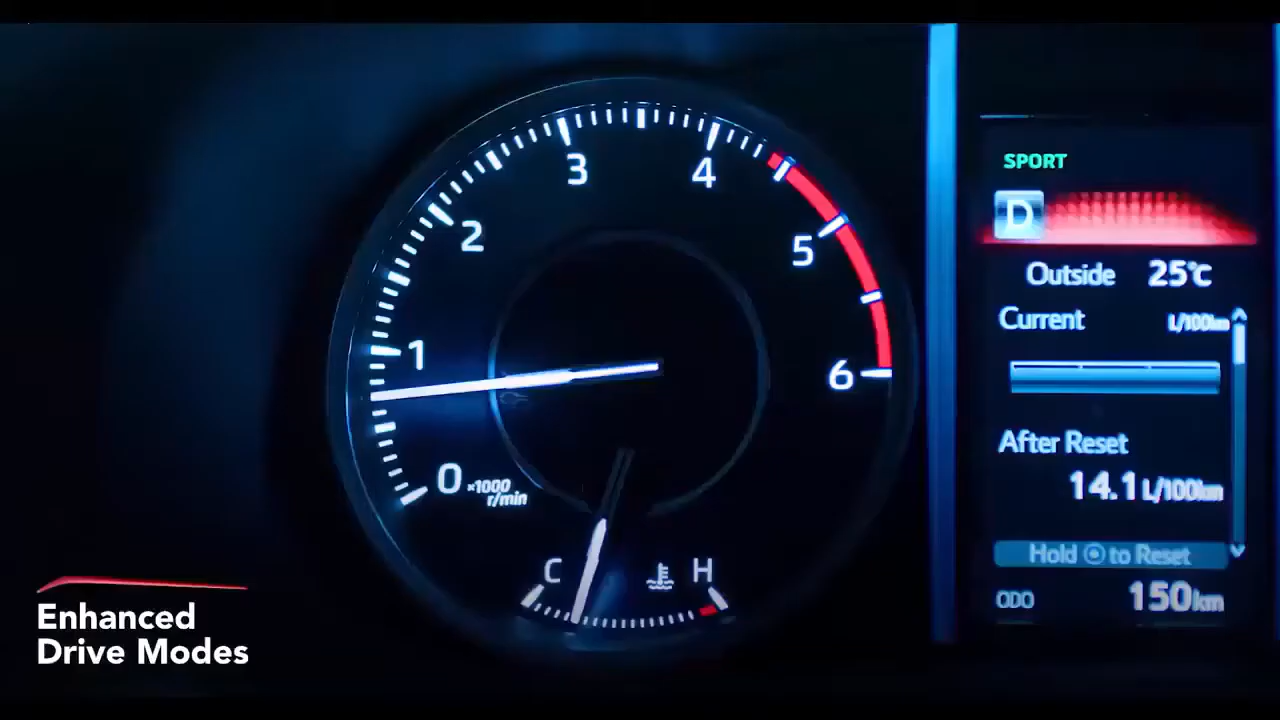 0
1
2
3
4
5
6
×1000
r/min
C
H
SPORT
D
Outside 25°C
Current L/100km
After Reset
14.1 L/100km
Hold to Reset
ODO 150km
Enhanced
Drive Modes